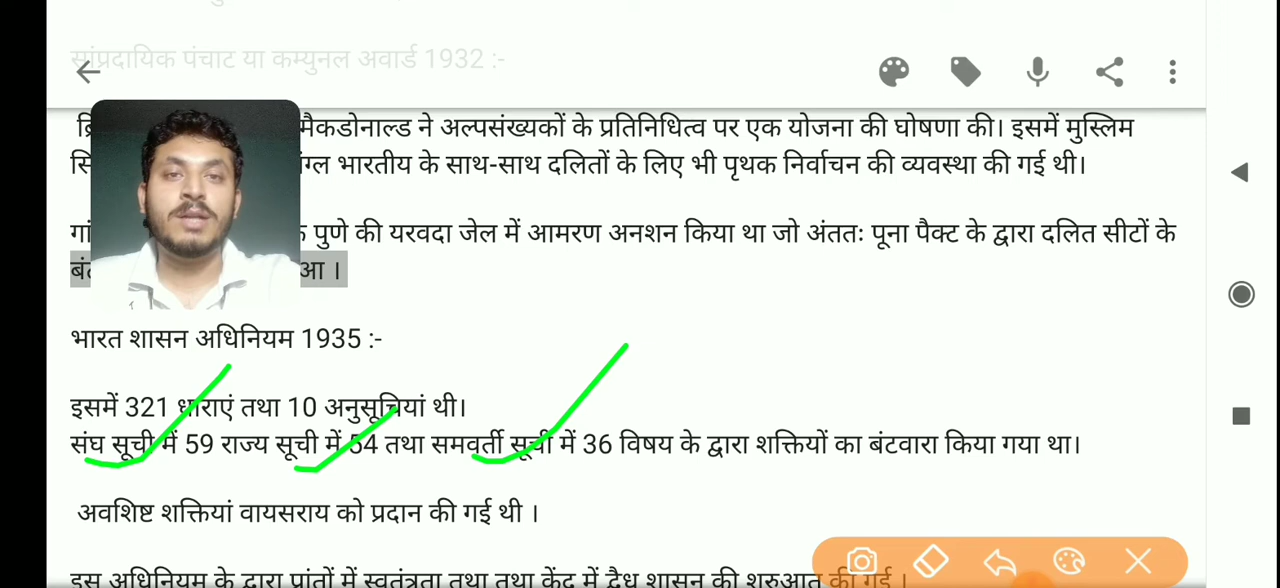 सांप्रदायिक पंचाट या कम्युनल अवार्ड 1932 :-
मैकडोनाल्ड ने अल्पसंख्यकों के प्रतिनिधित्व पर एक योजना की घोषणा की। इसमें मुस्लिम
भारतीय के साथ-साथ दलितों के लिए भी पृथक निर्वाचन की व्यवस्था की गई थी।
पुणे की यरवदा जेल में आमरण अनशन किया था जो अंततः पूना पैक्ट के द्वारा दलित सीटों के
भारत शासन अधिनियम 1935 :-
इसमें 321 धाराएं तथा 10 अनुसूचियां थी।
संघ सूची में 59 राज्य सूची में 54 तथा समवर्ती सूची में 36 विषय के द्वारा शक्तियों का बंटवारा किया गया था।
अवशिष्ट शक्तियां वायसराय को प्रदान की गई थी ।
इस अधिनियम के द्वारा प्रांतों में स्वतंत्रता तथा तथा केंद्र में द्वैध शासन की शुरुआत की गई ।